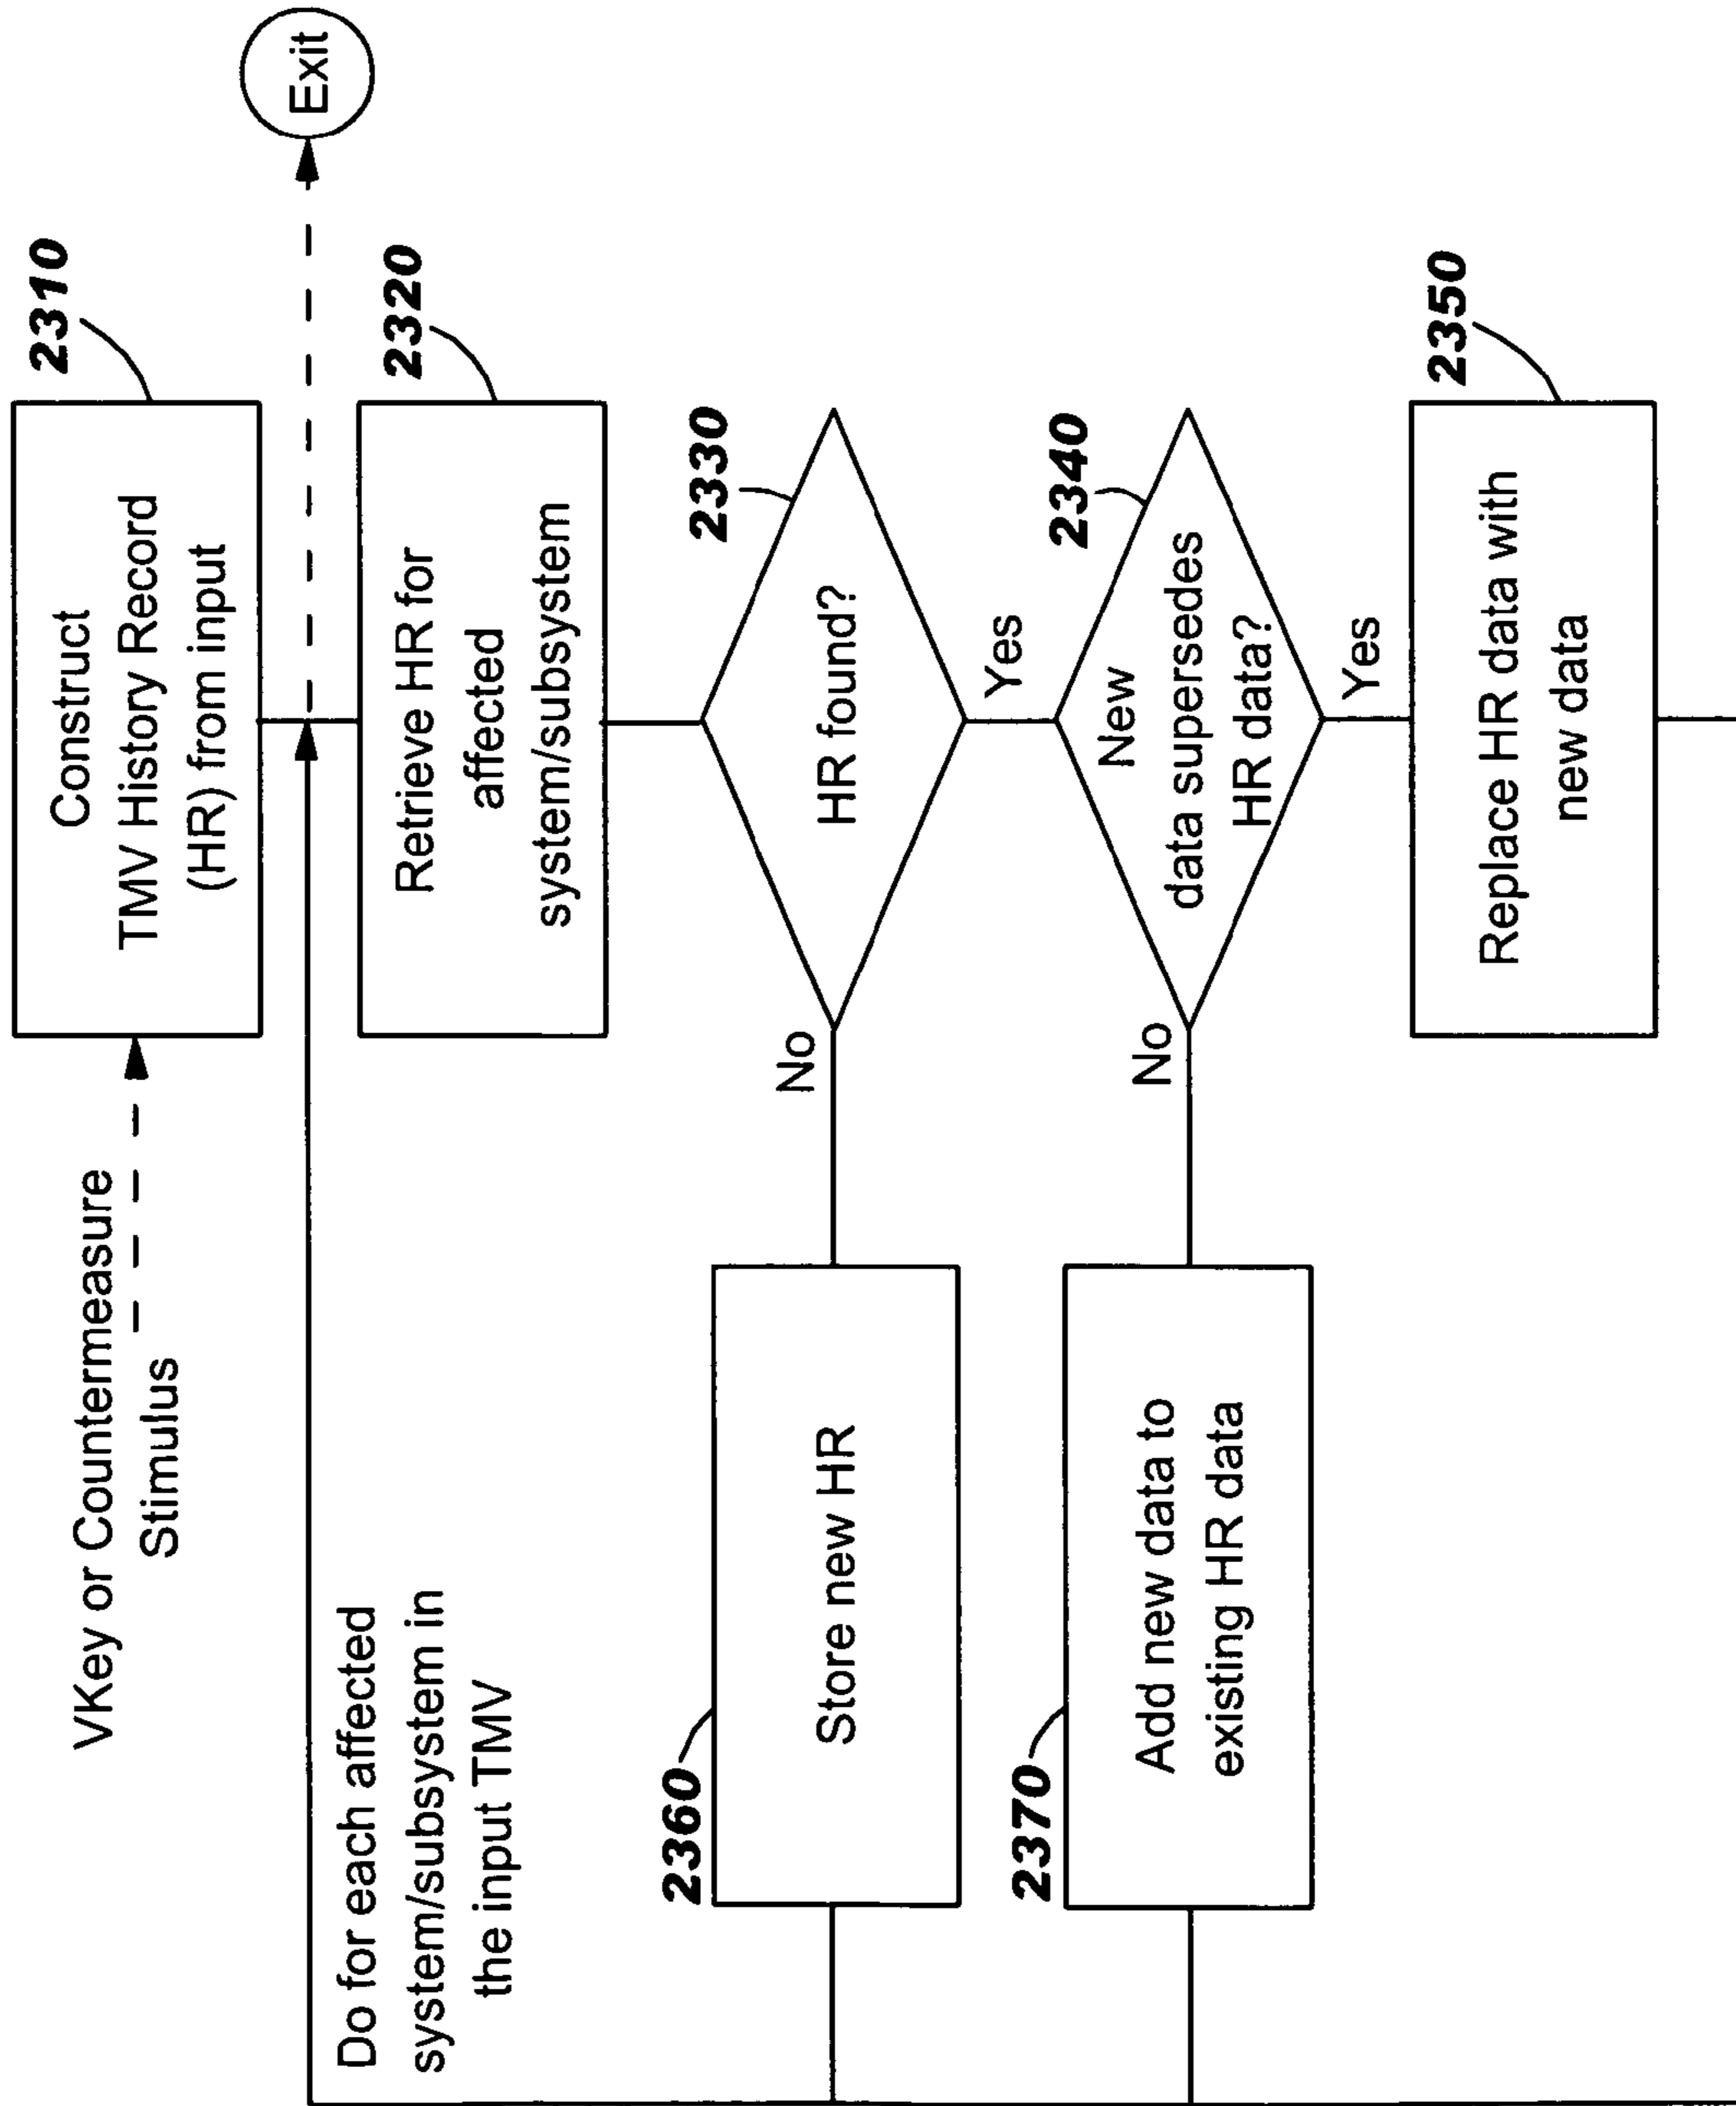 VKey or Countermeasure
Stimulus
Construct
TMV History Record
(HR) from input
2310
Exit
Do for each affected
system/subsystem in
the input TMV
Retrieve HR for
affected
system/subsystem
2320
HR found?
2330
No
Yes
2360
Store new HR
New
data supersedes
HR data?
2340
No
Yes
2370
Add new data to
existing HR data
Replace HR data with
new data
2350